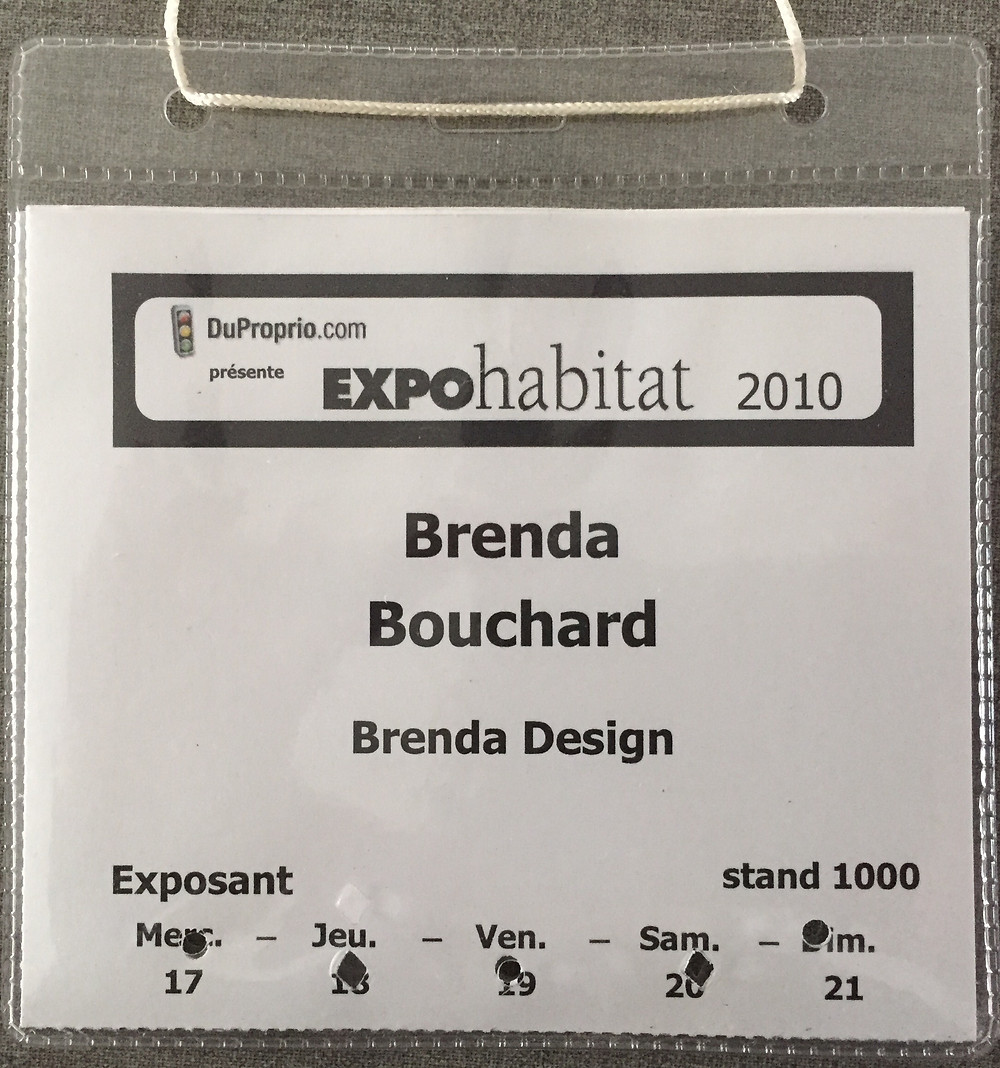 DuProprio.com
présente
EXPOhabitat 2010
Brenda
Bouchard
Brenda Design
Exposant
stand 1000
Merc. – Jeu. – Ven. – Sam. – Dim.
17 18 19 20 21